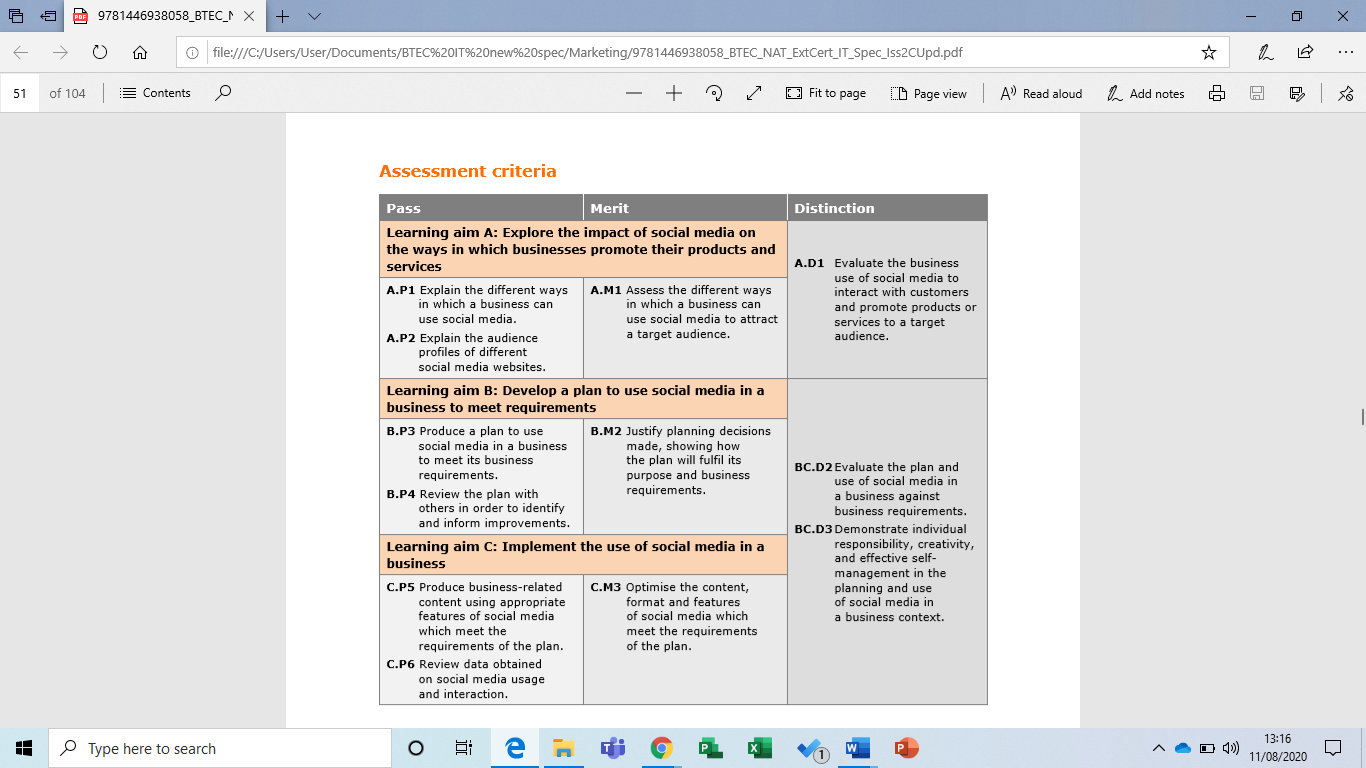 9781446938058_BTEC_N
file:///C:/Users/User/Documents/BTEC%20IT%20new%20spec/Marketing/9781446938058_BTEC_NAT_ExtCert_IT_Spec_Iss2CUpd.pdf
51 of 104 Contents Fit to page Page view Read aloud Add notes
Assessment criteria
Pass Merit Distinction
Learning aim A: Explore the impact of social media on
the ways in which businesses promote their products and
services
A.P1 Explain the different ways
in which a business can
use social media.
A.P2 Explain the audience
profiles of different
social media websites.
A.M1 Assess the different ways
in which a business can
use social media to attract
a target audience.
A.D1 Evaluate the business
use of social media to
interact with customers
and promote products or
services to a target
audience.
Learning aim B: Develop a plan to use social media in a
business to meet requirements
B.P3 Produce a plan to use
social media in a business
to meet its business
requirements.
B.P4 Review the plan with
others in order to identify
and inform improvements.
B.M2 Justify planning decisions
made, showing how
the plan will fulfil its
purpose and business
requirements.
Learning aim C: Implement the use of social media in a
business
C.P5 Produce business-related
content using appropriate
features of social media
which meet the
requirements of the plan.
C.P6 Review data obtained
on social media usage
and interaction.
C.M3 Optimise the content,
format and features
of social media which
meet the requirements
of the plan.
BC.D2 Evaluate the plan and
use of social media in
a business against
business requirements.
BC.D3 Demonstrate individual
responsibility, creativity,
and effective self-
management in the
planning and use
of social media in
a business context.
Type here to search
13:16
11/08/2020